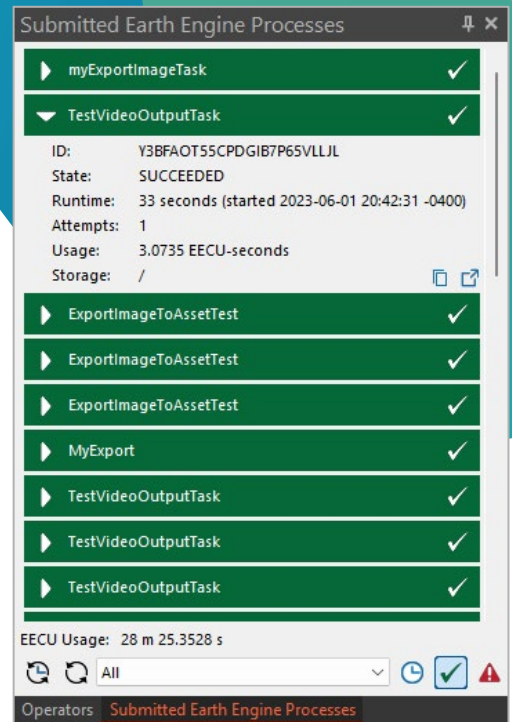 Submitted Earth Engine Processes
myExportImageTask
TestVideoOutputTask
ID: Y3BFAOT55CPDGIB7P65VLLJL
State: SUCCEEDED
Runtime: 33 seconds (started 2023-06-01 20:42:31 -0400)
Attempts: 1
Usage: 3.0735 EECU-seconds
Storage: /
ExportImageToAssetTest
ExportImageToAssetTest
ExportImageToAssetTest
MyExport
TestVideoOutputTask
TestVideoOutputTask
TestVideoOutputTask
EECU Usage: 28 m 25.3528 s
All
Operators Submitted Earth Engine Processes